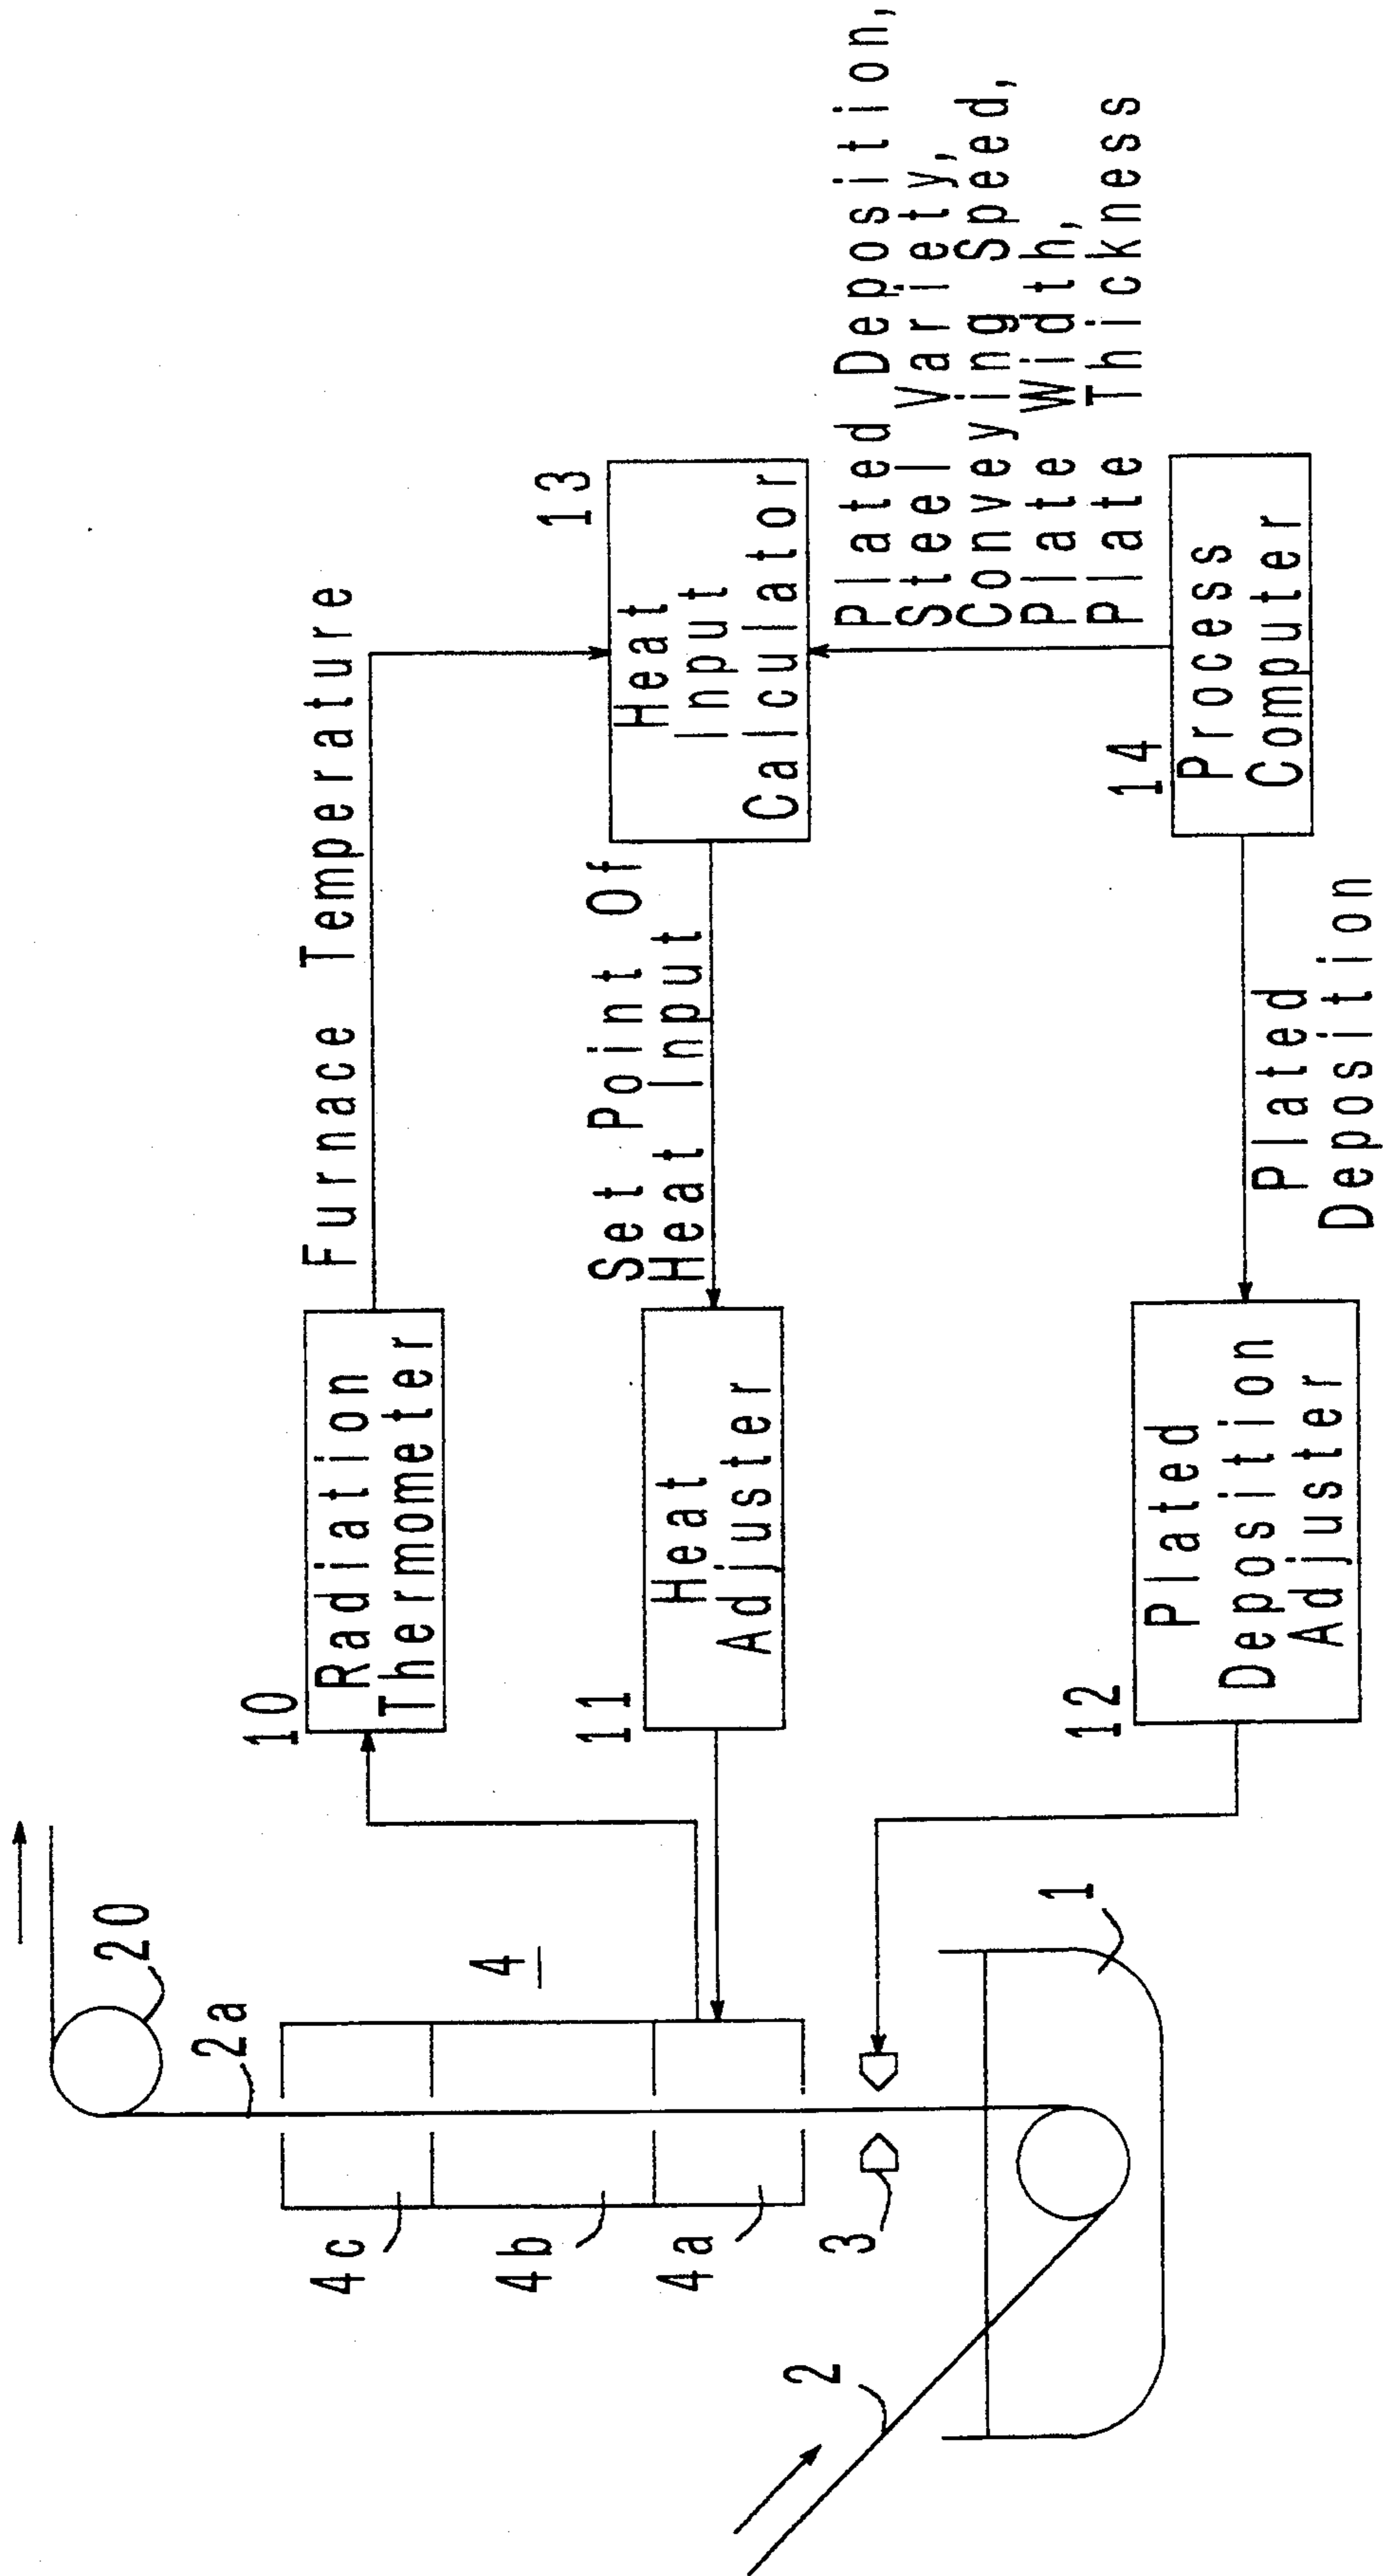 20
2a
4
4c
4b
4a
3
2
1
10
Radiation
Thermometer
Furnace Temperature
11
Heat
Adjuster
Set Point Of
Heat Input
13
Heat
Input
Calculator
12
Plated
Deposition
Adjuster
Plated
Deposition
14
Process
Computer
Plated Deposition,
Steel Variety,
Conveying Speed,
Plate Width,
Plate Thickness